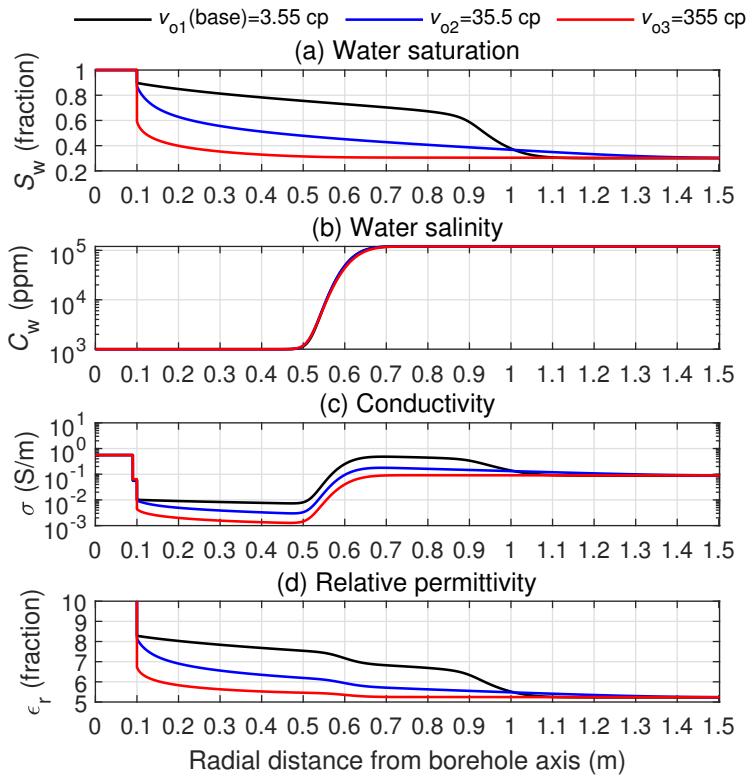 v_o1(base)=3.55 cp v_o2=35.5 cp v_o3=355 cp
(a) Water saturation
S_w (fraction)
1
0.8
0.6
0.4
0.2
0 0.1 0.2 0.3 0.4 0.5 0.6 0.7 0.8 0.9 1 1.1 1.2 1.3 1.4 1.5
(b) Water salinity
C_w (ppm)
10^5
10^4
10^3
0 0.1 0.2 0.3 0.4 0.5 0.6 0.7 0.8 0.9 1 1.1 1.2 1.3 1.4 1.5
(c) Conductivity
σ (S/m)
10^1
10^0
10^-1
10^-2
10^-3
0 0.1 0.2 0.3 0.4 0.5 0.6 0.7 0.8 0.9 1 1.1 1.2 1.3 1.4 1.5
(d) Relative permittivity
ϵ_r (fraction)
10
9
8
7
6
5
0 0.1 0.2 0.3 0.4 0.5 0.6 0.7 0.8 0.9 1 1.1 1.2 1.3 1.4 1.5
Radial distance from borehole axis (m)